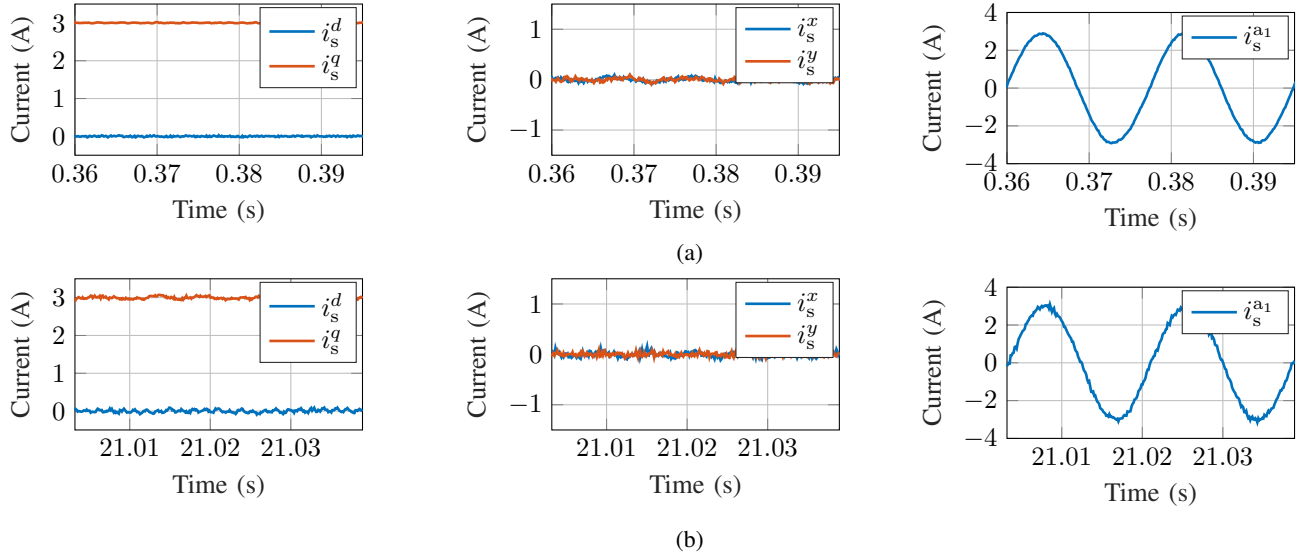 Current (A)
3
2
1
0
i_s^d
i_s^q
0.36 0.37 0.38 0.39
Time (s)
Current (A)
1
0
−1
i_s^x
i_s^y
0.36 0.37 0.38 0.39
Time (s)
Current (A)
4
2
0
−2
−4
i_s^{a_1}
0.36 0.37 0.38 0.39
Time (s)
(a)
Current (A)
3
2
1
0
i_s^d
i_s^q
21.01 21.02 21.03
Time (s)
Current (A)
1
0
−1
i_s^x
i_s^y
21.01 21.02 21.03
Time (s)
Current (A)
4
2
0
−2
−4
i_s^{a_1}
21.01 21.02 21.03
Time (s)
(b)